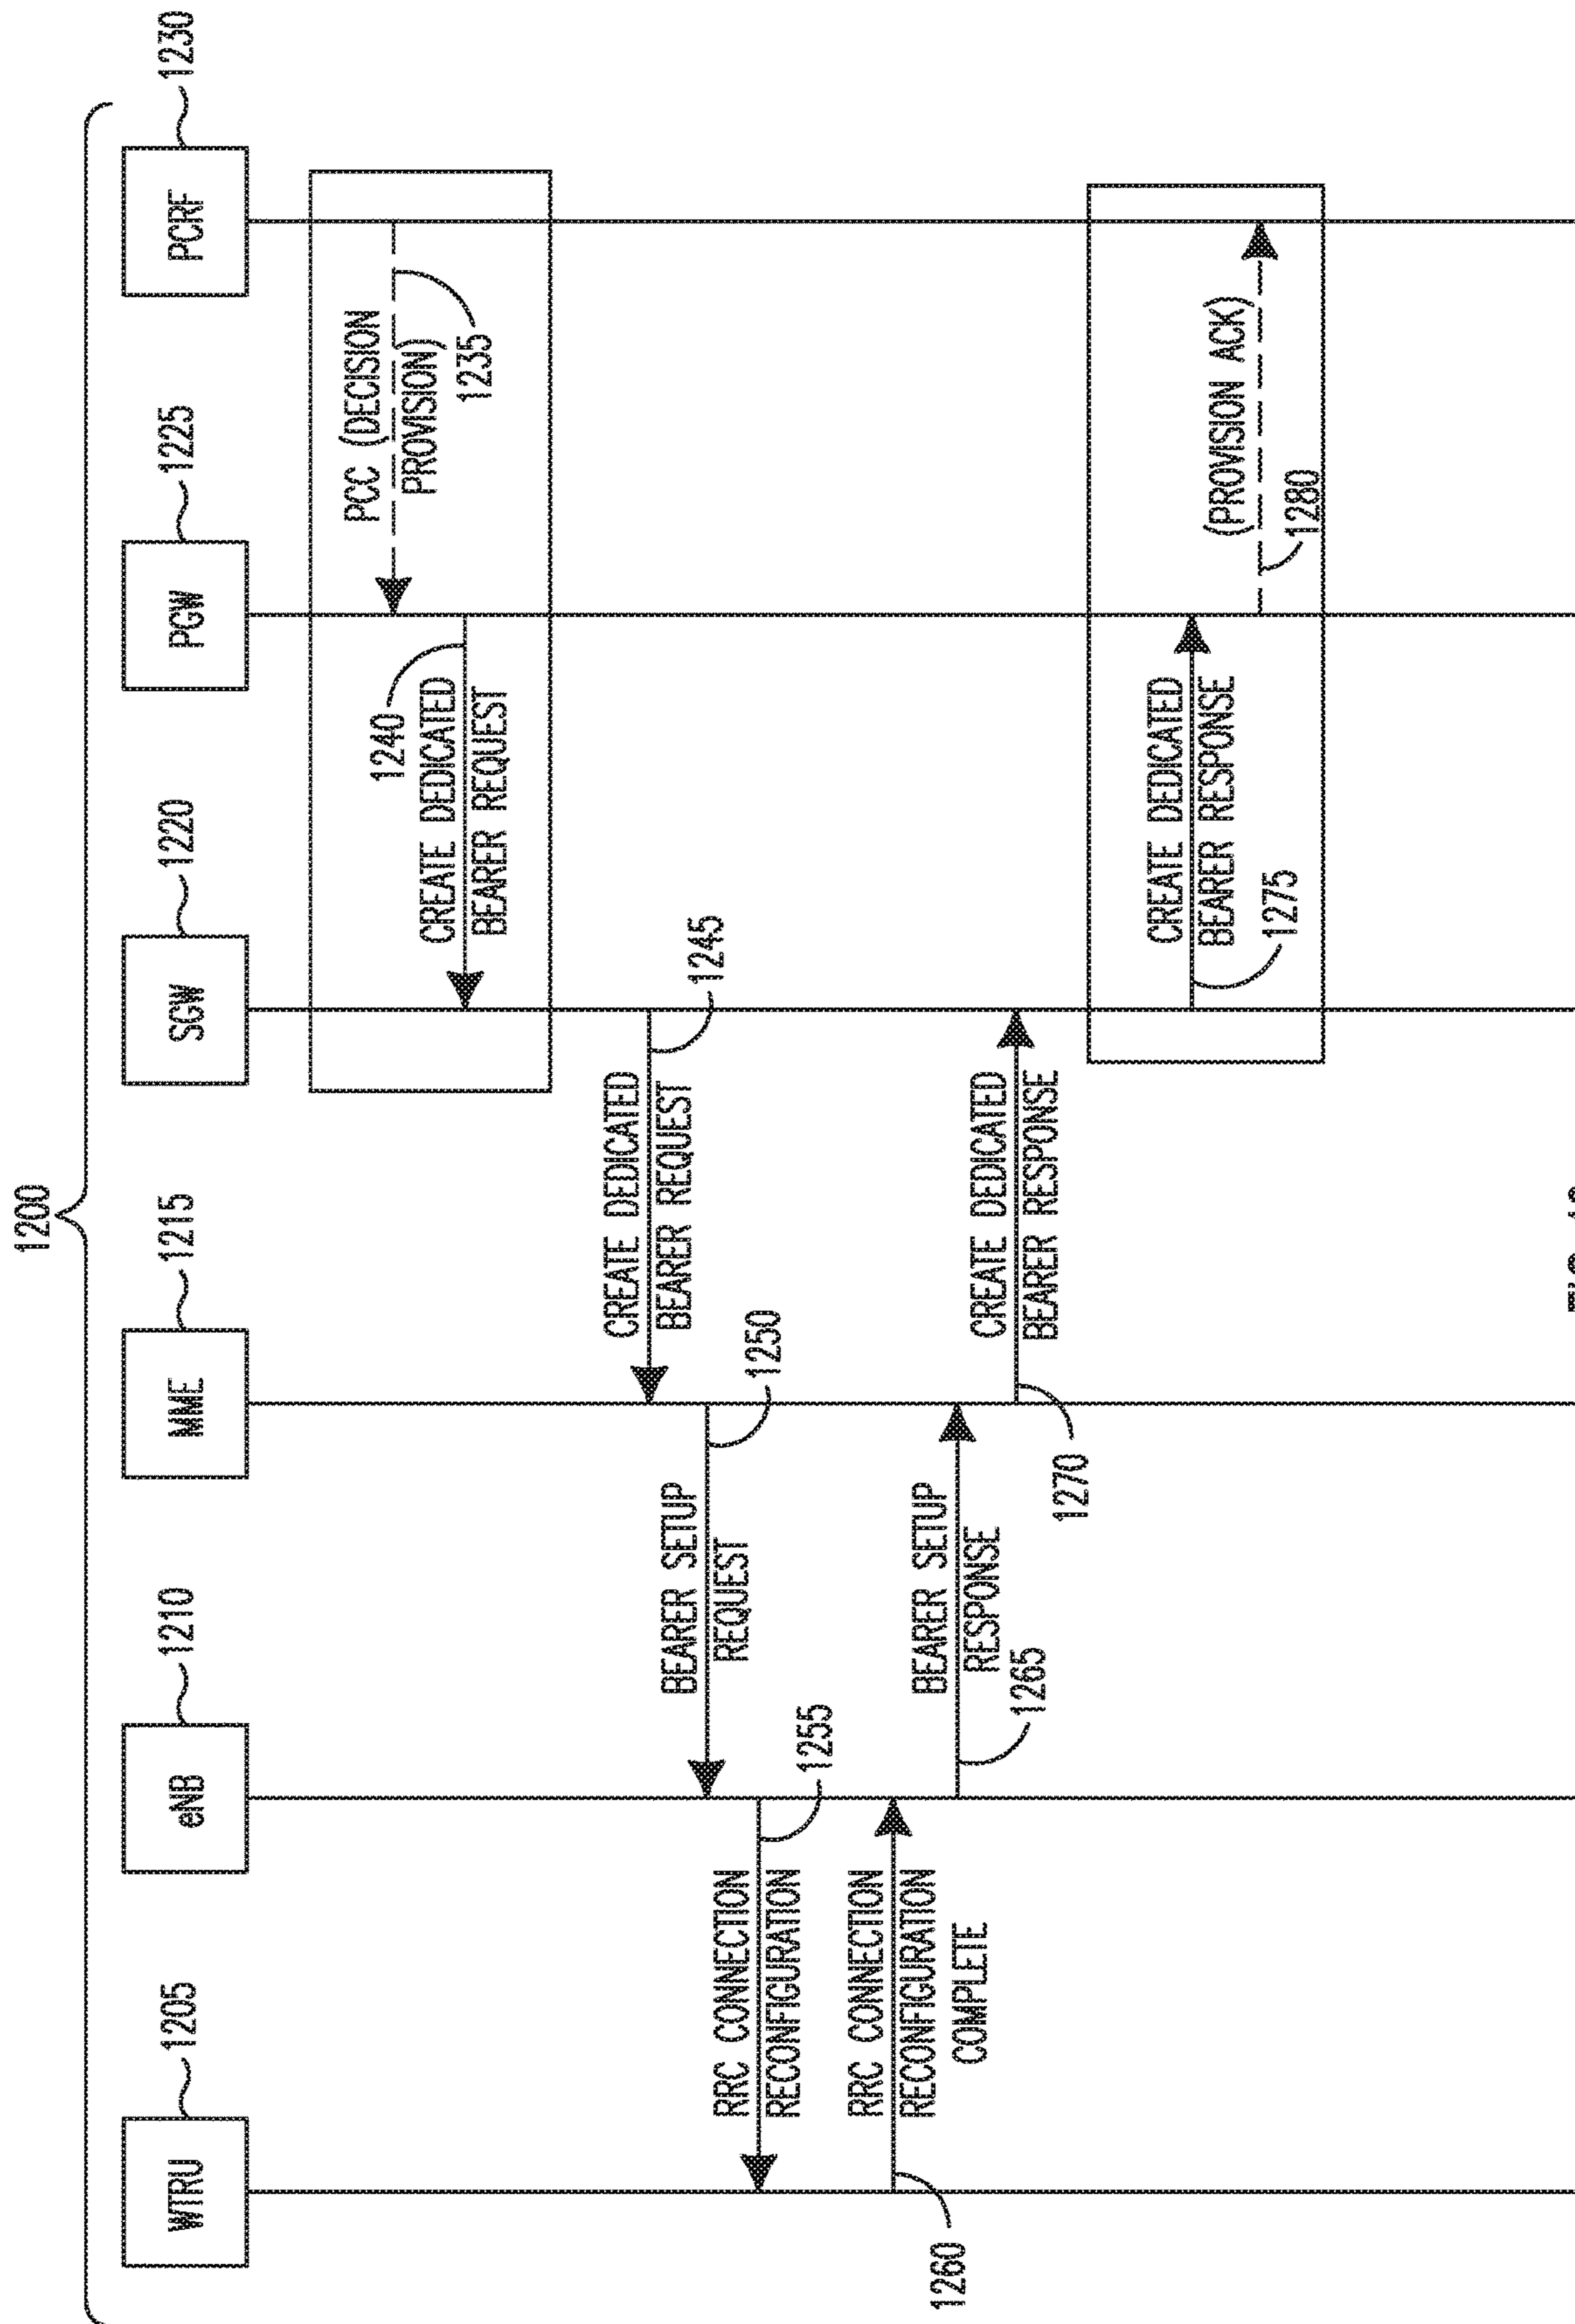 1200
WTRU
1205
eNB
1210
MME
1215
SGW
1220
PGW
1225
PCRF
1230
PCC (DECISION
PROVISION)
1235
1240
CREATE DEDICATED
BEARER REQUEST
CREATE DEDICATED
BEARER REQUEST
1245
BEARER SETUP
REQUEST
1250
RRC CONNECTION
RECONFIGURATION
1255
RRC CONNECTION
RECONFIGURATION
COMPLETE
1260
BEARER SETUP
RESPONSE
1265
CREATE DEDICATED
BEARER RESPONSE
1270
CREATE DEDICATED
BEARER RESPONSE
1275
(PROVISION ACK)
1280